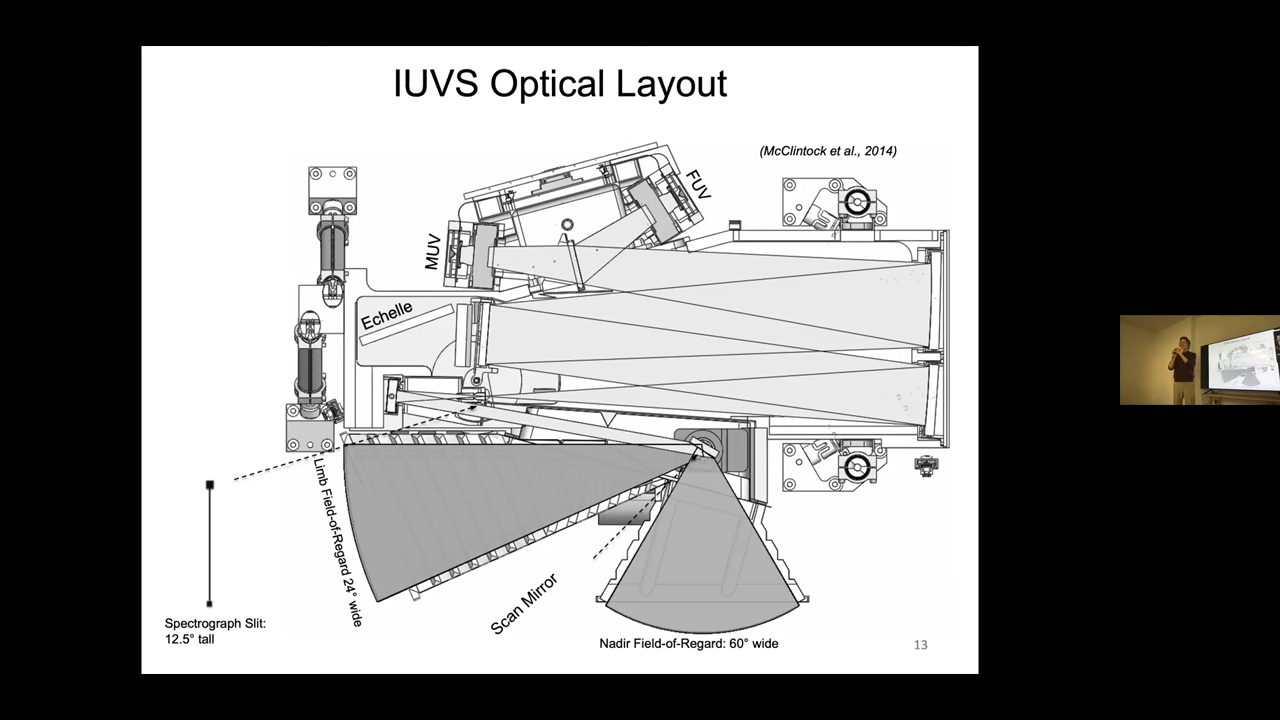 IUVS Optical Layout
(McClintock et al., 2014)
FUV
MUV
Echelle
Limb Field-of-Regard 24° wide
Scan Mirror
Spectrograph Slit:
12.5° tall
Nadir Field-of-Regard: 60° wide
13